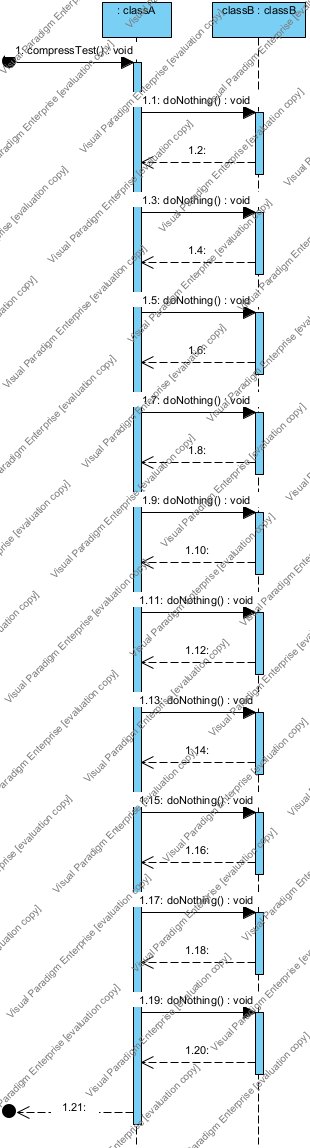 : classA
classB : classB
1: compressTest() : void
1.1: doNothing() : void
1.2:
1.3: doNothing() : void
1.4:
1.5: doNothing() : void
1.6:
1.7: doNothing() : void
1.8:
1.9: doNothing() : void
1.10:
1.11: doNothing() : void
1.12:
1.13: doNothing() : void
1.14:
1.15: doNothing() : void
1.16:
1.17: doNothing() : void
1.18:
1.19: doNothing() : void
1.20:
1.21:
Visual Paradigm Enterprise [evaluation copy]